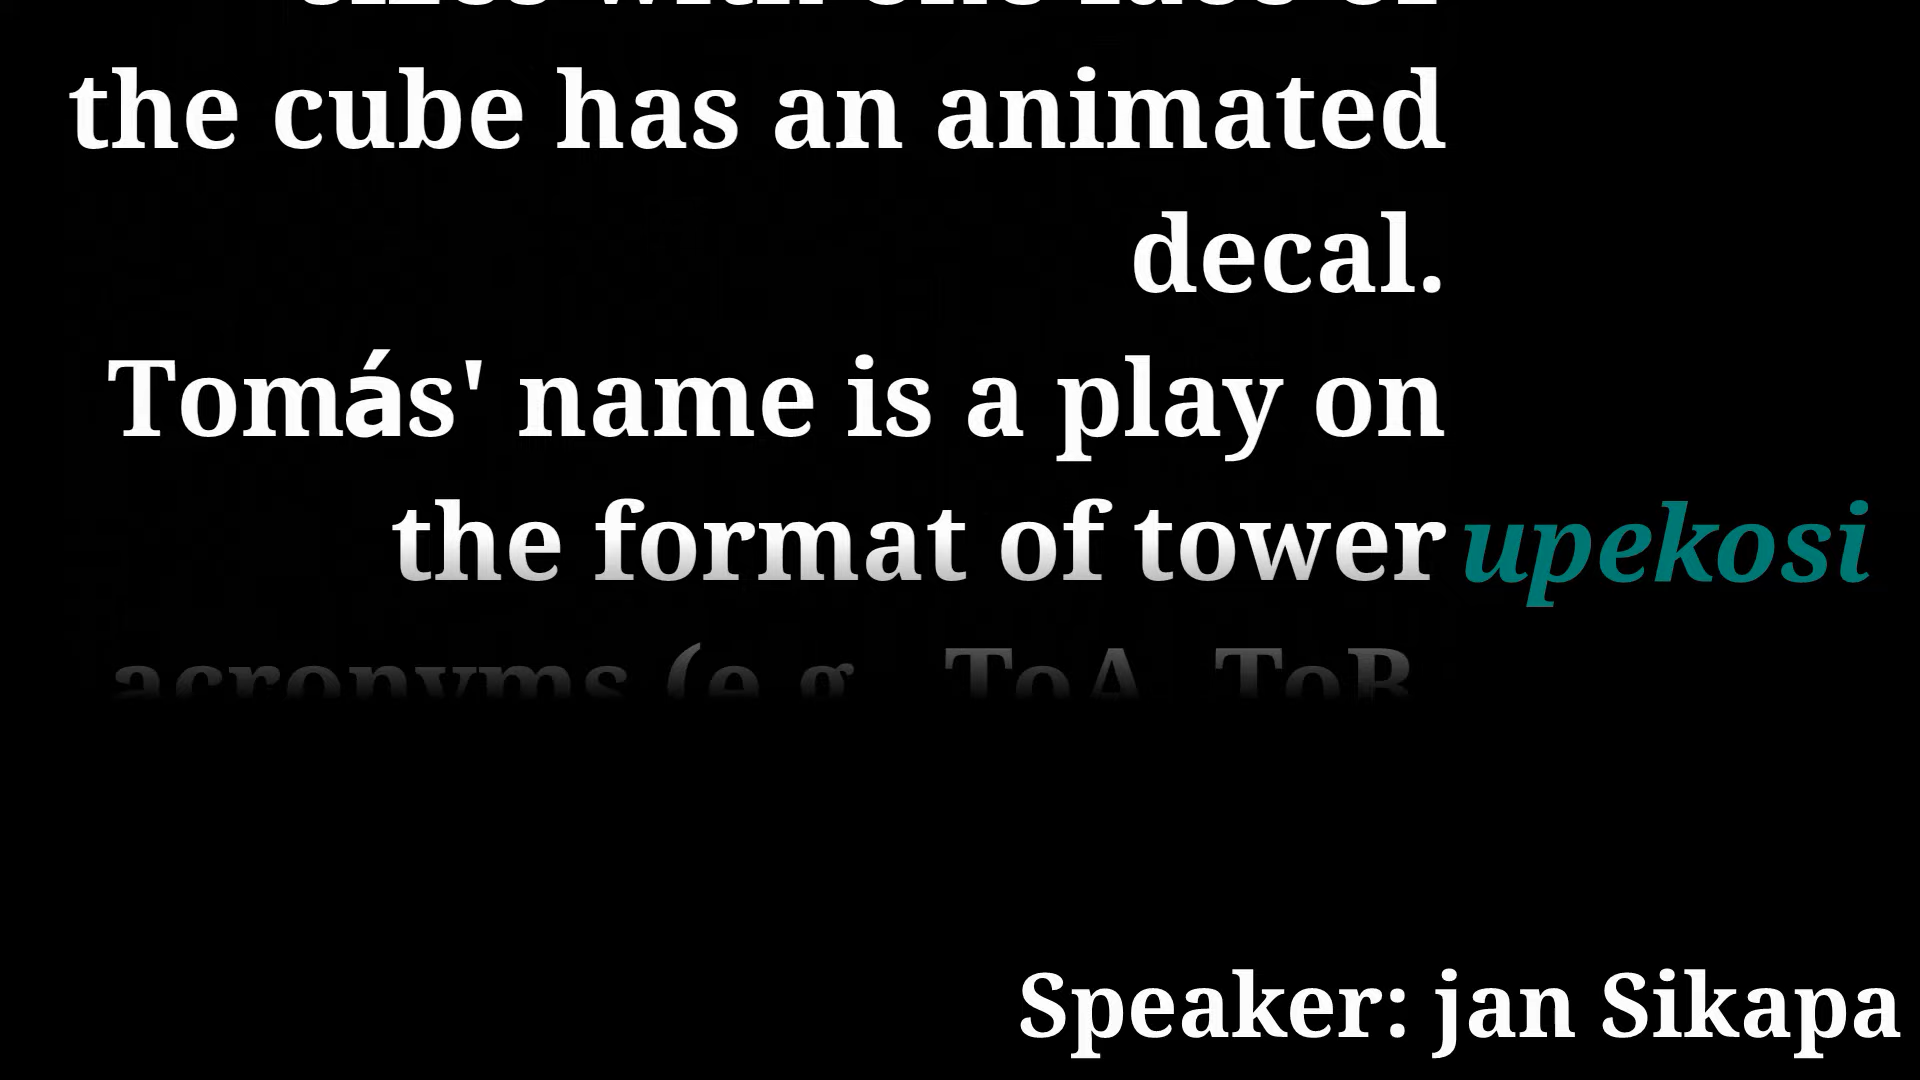 the cube has an animated
decal.
Tomás' name is a play on
the format of tower upekosi
acronyms (e.g., ToA, ToB,
Speaker: jan Sikapa